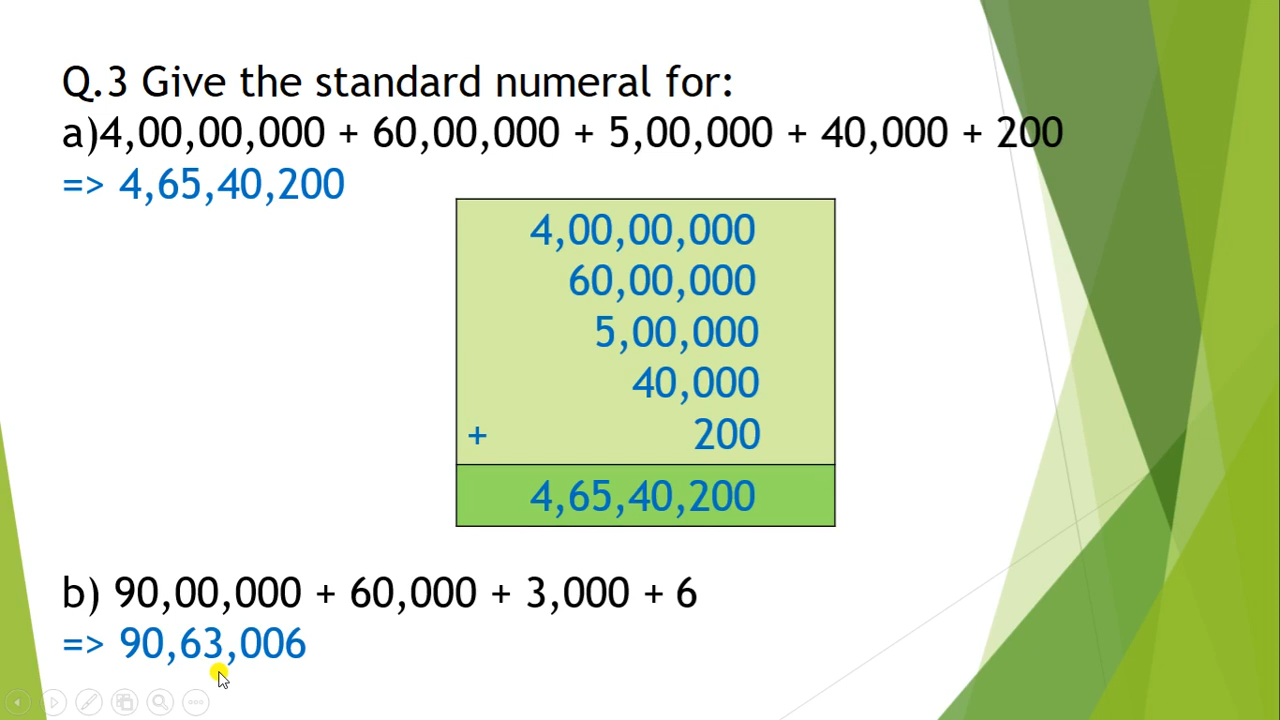 Q.3 Give the standard numeral for:
a)4,00,00,000 + 60,00,000 + 5,00,000 + 40,000 + 200
=> 4,65,40,200
4,00,00,000
60,00,000
5,00,000
40,000
+ 200
4,65,40,200
b) 90,00,000 + 60,000 + 3,000 + 6
=> 90,63,006